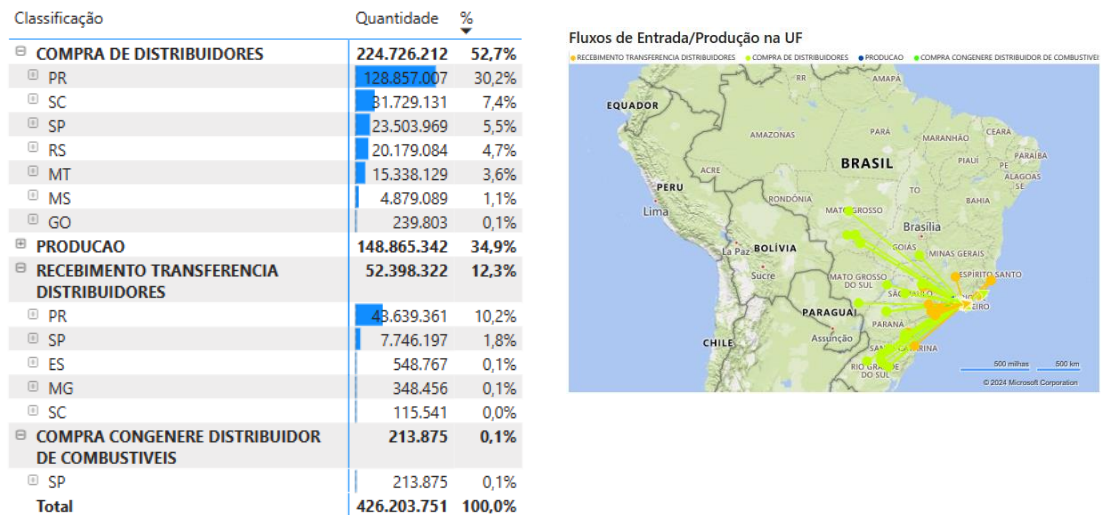 Classificação Quantidade %
COMPRA DE DISTRIBUIDORES 224.726.212 52,7%
PR 128.857.007 30,2%
SC 31.729.131 7,4%
SP 23.503.969 5,5%
RS 20.179.084 4,7%
MT 15.338.129 3,6%
MS 4.879.089 1,1%
GO 239.803 0,1%
PRODUCAO 148.865.342 34,9%
RECEBIMENTO TRANSFERENCIA 52.398.322 12,3%
DISTRIBUIDORES
PR 43.639.361 10,2%
SP 7.746.197 1,8%
ES 548.767 0,1%
MG 348.456 0,1%
SC 115.541 0,0%
COMPRA CONGENERE DISTRIBUIDOR 213.875 0,1%
DE COMBUSTIVEIS
SP 213.875 0,1%
Total 426.203.751 100,0%
Fluxos de Entrada/Produção na UF
RECEBIMENTO TRANSFERENCIA DISTRIBUIDORES COMPRA DE DISTRIBUIDORES PRODUCAO COMPRA CONGENERE DISTRIBUIDOR DE COMBUSTIVEI
RR AMAPÁ
EQUADOR
AMAZONAS PARÁ MARANHÃO CEARÁ
BRASIL PIAUÍ PARAÍBA
ACRE PE
ALAGOAS
PERU TO SE
RONDÔNIA BAHIA
Lima MATO GROSSO
Brasília
La Paz BOLÍVIA GOIÁS MINAS GERAIS
Sucre ESPÍRITO SANTO
MATO GROSSO
DO SUL
PARAGUAI
PARANÁ
Assunção
CHILE
RIO GRANDE
DO SUL
500 milhas 500 km
© 2024 Microsoft Corporation